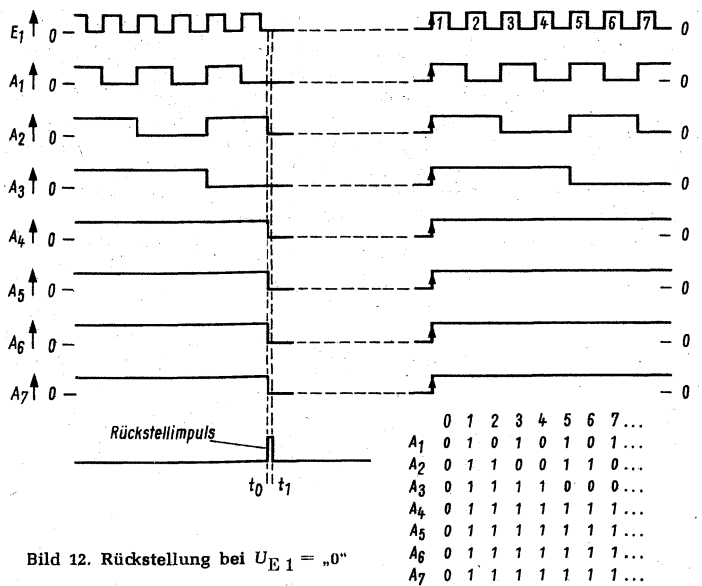 E1 0 1 2 3 4 5 6 7 0
A1 0 0
A2 0 0
A3 0 0
A4 0 0
A5 0 0
A6 0 0
A7 0 0
Rückstellimpuls
t0 t1
0 1 2 3 4 5 6 7...
A1 0 1 0 1 0 1 0 1...
A2 0 1 1 0 0 1 1 0...
A3 0 1 1 1 1 0 0 0...
A4 0 1 1 1 1 1 1 1...
A5 0 1 1 1 1 1 1 1...
A6 0 1 1 1 1 1 1 1...
A7 0 1 1 1 1 1 1 1...
Bild 12. Rückstellung bei UE 1 = „0“